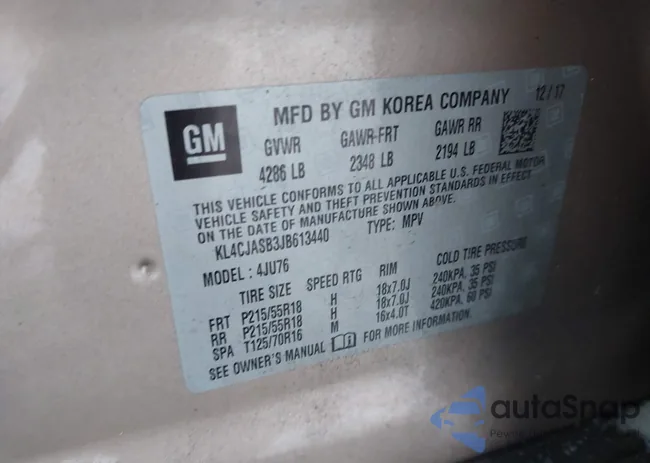 GM
MFD BY GM KOREA COMPANY 12/17
GVWR GAWR-FRT GAWR RR
4286 LB 2348 LB 2194 LB
THIS VEHICLE CONFORMS TO ALL APPLICABLE U.S. FEDERAL MOTOR
VEHICLE SAFETY AND THEFT PREVENTION STANDARDS IN EFFECT
ON THE DATE OF MANUFACTURE SHOWN ABOVE.
KL4CJASB3JB613440 TYPE: MPV
MODEL : 4JU76
TIRE SIZE SPEED RTG RIM COLD TIRE PRESSURE
FRT P215/55R18 H 18x7.0J 240KPA, 35 PSI
RR P215/55R18 H 18x7.0J 240KPA, 35 PSI
SPA T125/70R16 M 16x4.0T 420KPA, 60 PSI
SEE OWNER'S MANUAL FOR MORE INFORMATION.
autoSnap